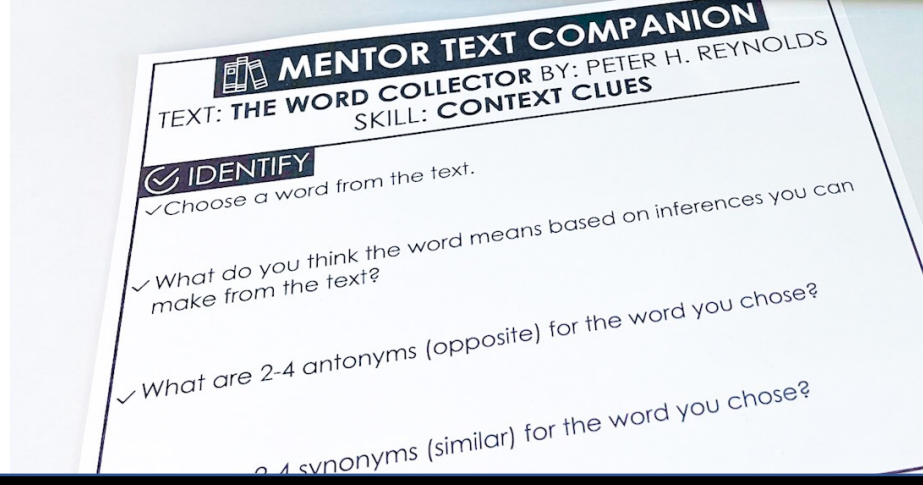 MENTOR TEXT COMPANION
TEXT: THE WORD COLLECTOR BY: PETER H. REYNOLDS
SKILL: CONTEXT CLUES
IDENTIFY
✓Choose a word from the text.
✓What do you think the word means based on inferences you can
make from the text?
✓What are 2-4 antonyms (opposite) for the word you chose?
synonyms (similar) for the word you chose?